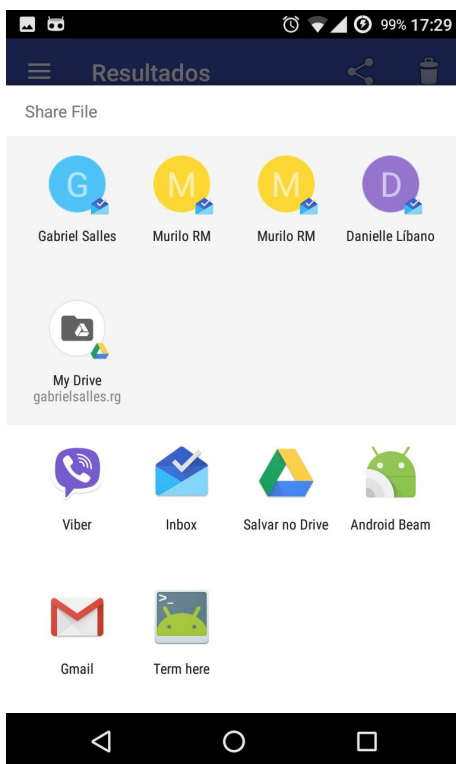 99% 17:29
Resultados
Share File
G M M D
Gabriel Salles Murilo RM Murilo RM Danielle Líbano
My Drive
gabrielsalles.rg
Viber Inbox Salvar no Drive Android Beam
>_
Gmail Term here